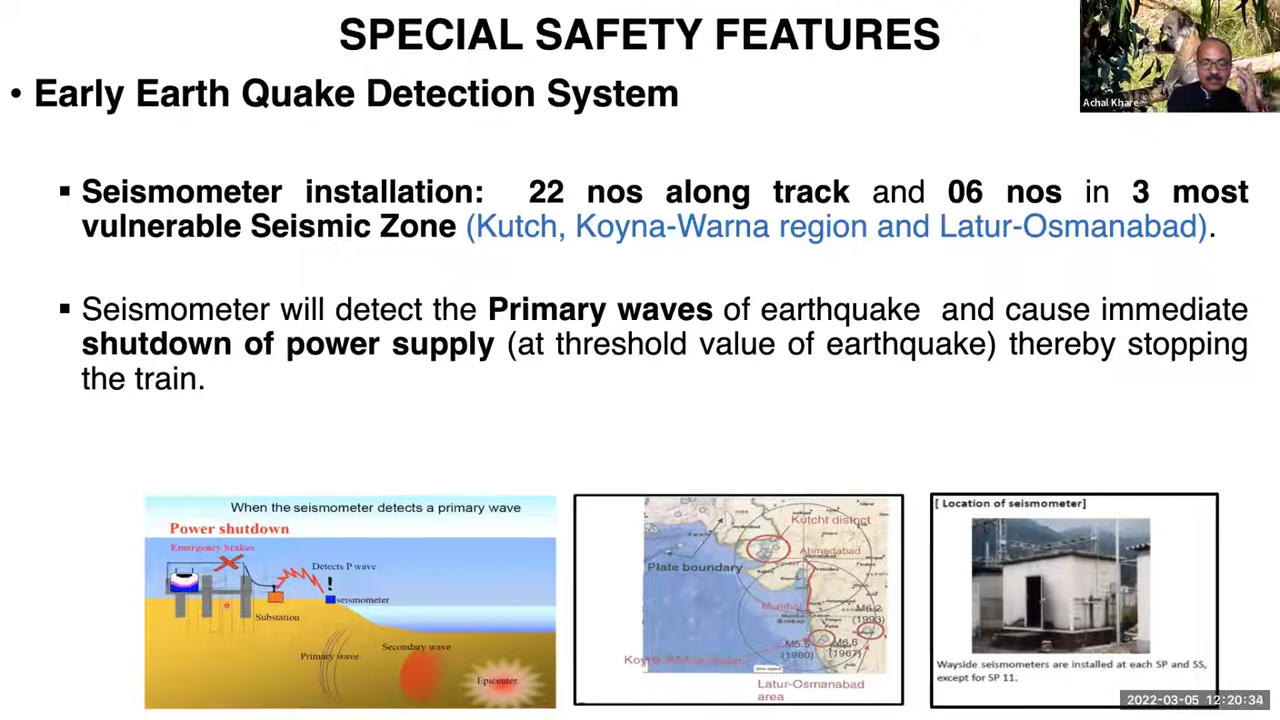 SPECIAL SAFETY FEATURES
Achal Khare
• Early Earth Quake Detection System
▪ Seismometer installation: 22 nos along track and 06 nos in 3 most
vulnerable Seismic Zone (Kutch, Koyna-Warna region and Latur-Osmanabad).
▪ Seismometer will detect the Primary waves of earthquake and cause immediate
shutdown of power supply (at threshold value of earthquake) thereby stopping
the train.
When the seismometer detects a primary wave
Power shutdown
Emergency brakes
Detects P wave
!
seismometer
Substation
Primary wave
Secondary wave
Epicenter
Kutcht district
Plate boundary
Ahmedabad
Mumbai
M6.2
(1993)
M5.5
(1980)
M6.6
(1967)
Latur-Osmanabad
area
[ Location of seismometer]
Wayside seismometers are installed at each SP and SS,
except for SP 11.
2022-03-05 12:20:34